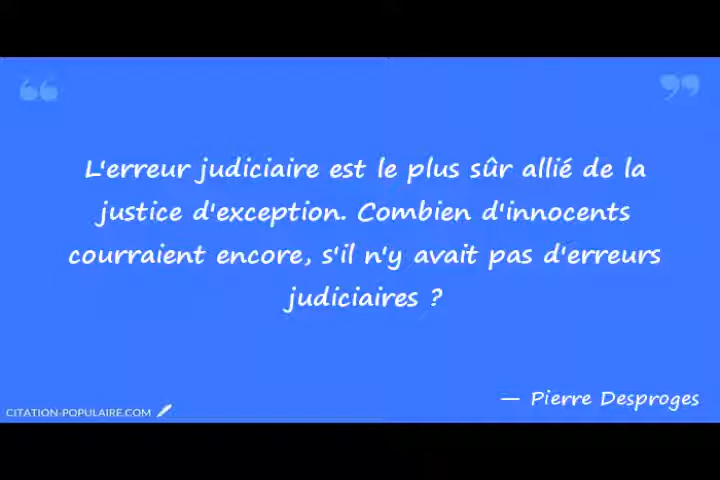 L'erreur judiciaire est le plus sûr allié de la
justice d'exception. Combien d'innocents
courraient encore, s'il n'y avait pas d'erreurs
judiciaires ?
— Pierre Desproges
CITATION-POPULAIRE.COM